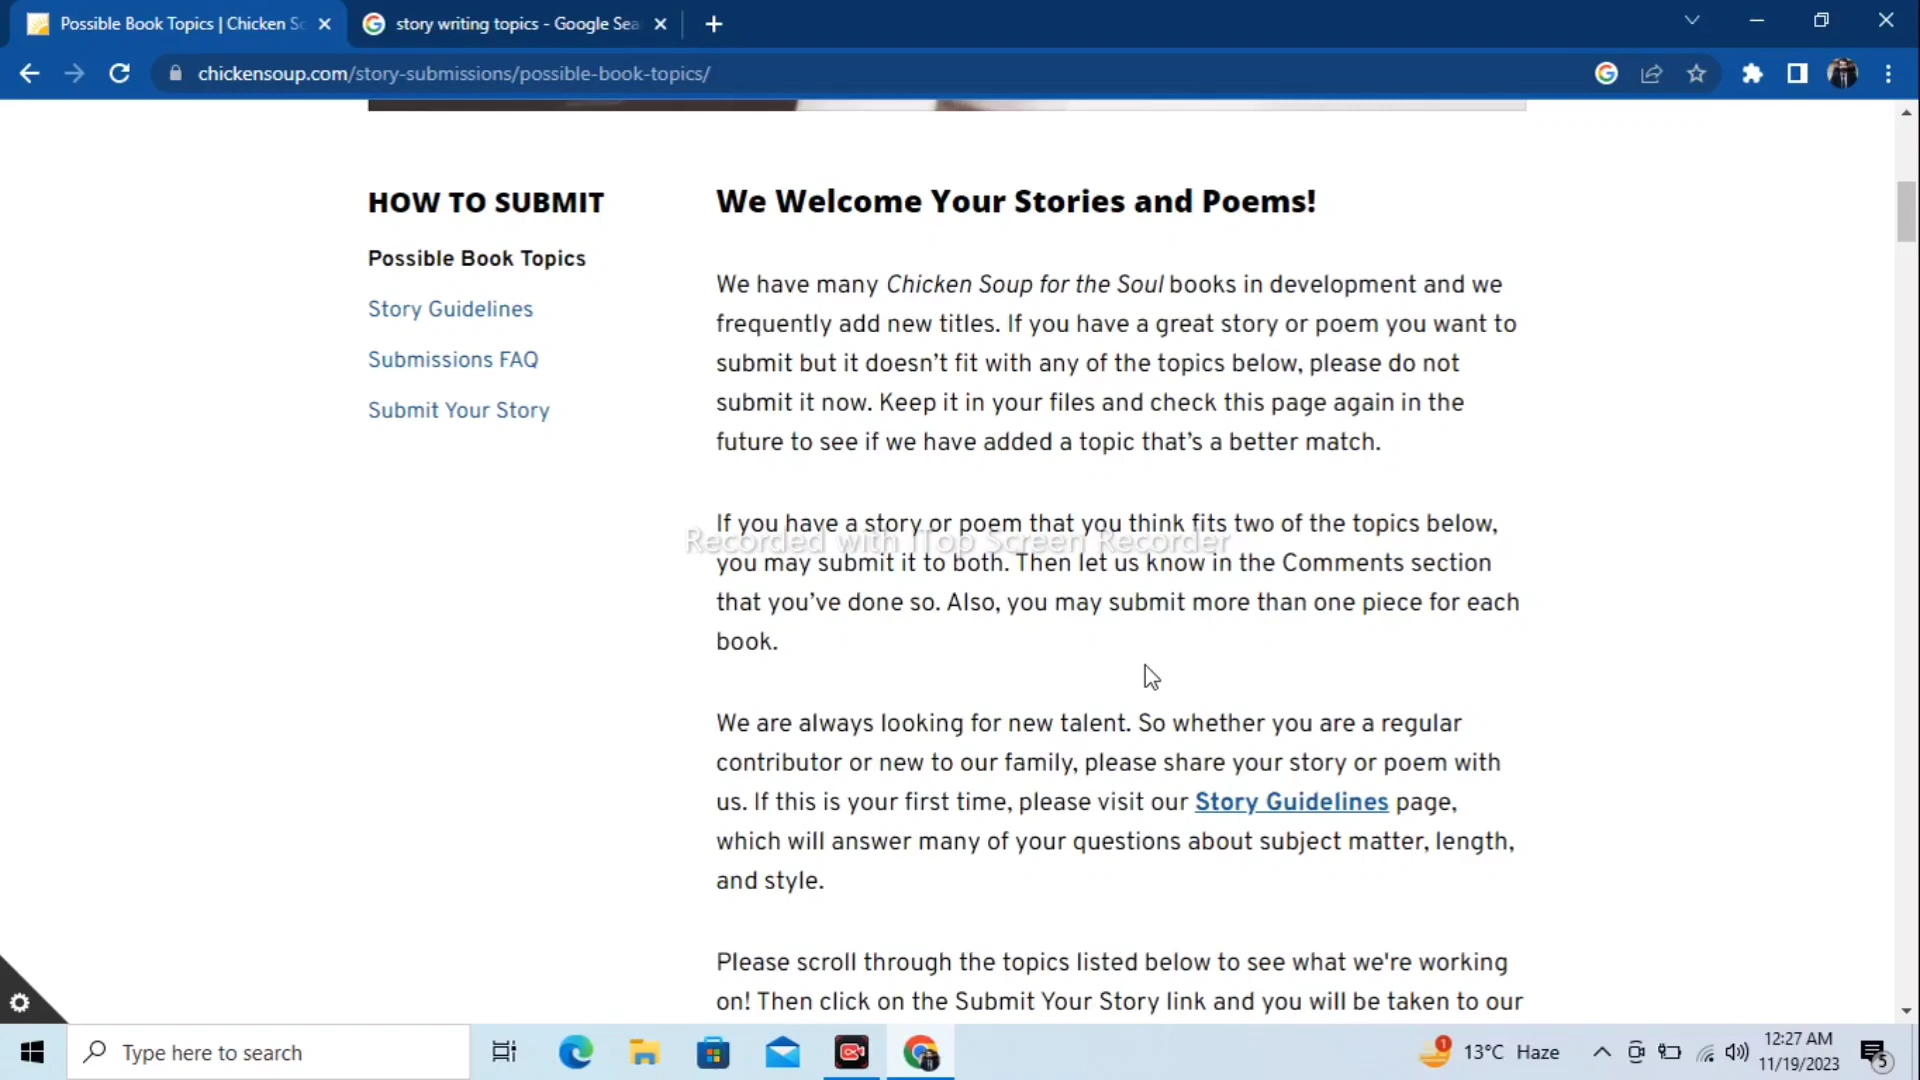 Possible Book Topics | Chicken So
story writing topics - Google Sea
chickensoup.com/story-submissions/possible-book-topics/
HOW TO SUBMIT
Possible Book Topics
Story Guidelines
Submissions FAQ
Submit Your Story
We Welcome Your Stories and Poems!
We have many Chicken Soup for the Soul books in development and we
frequently add new titles. If you have a great story or poem you want to
submit but it doesn’t fit with any of the topics below, please do not
submit it now. Keep it in your files and check this page again in the
future to see if we have added a topic that’s a better match.
If you have a story or poem that you think fits two of the topics below,
Recorded with iTop Screen Recorder
you may submit it to both. Then let us know in the Comments section
that you’ve done so. Also, you may submit more than one piece for each
book.
We are always looking for new talent. So whether you are a regular
contributor or new to our family, please share your story or poem with
us. If this is your first time, please visit our Story Guidelines page,
which will answer many of your questions about subject matter, length,
and style.
Please scroll through the topics listed below to see what we're working
on! Then click on the Submit Your Story link and you will be taken to our
Type here to search
1
13°C Haze
12:27 AM
11/19/2023
5